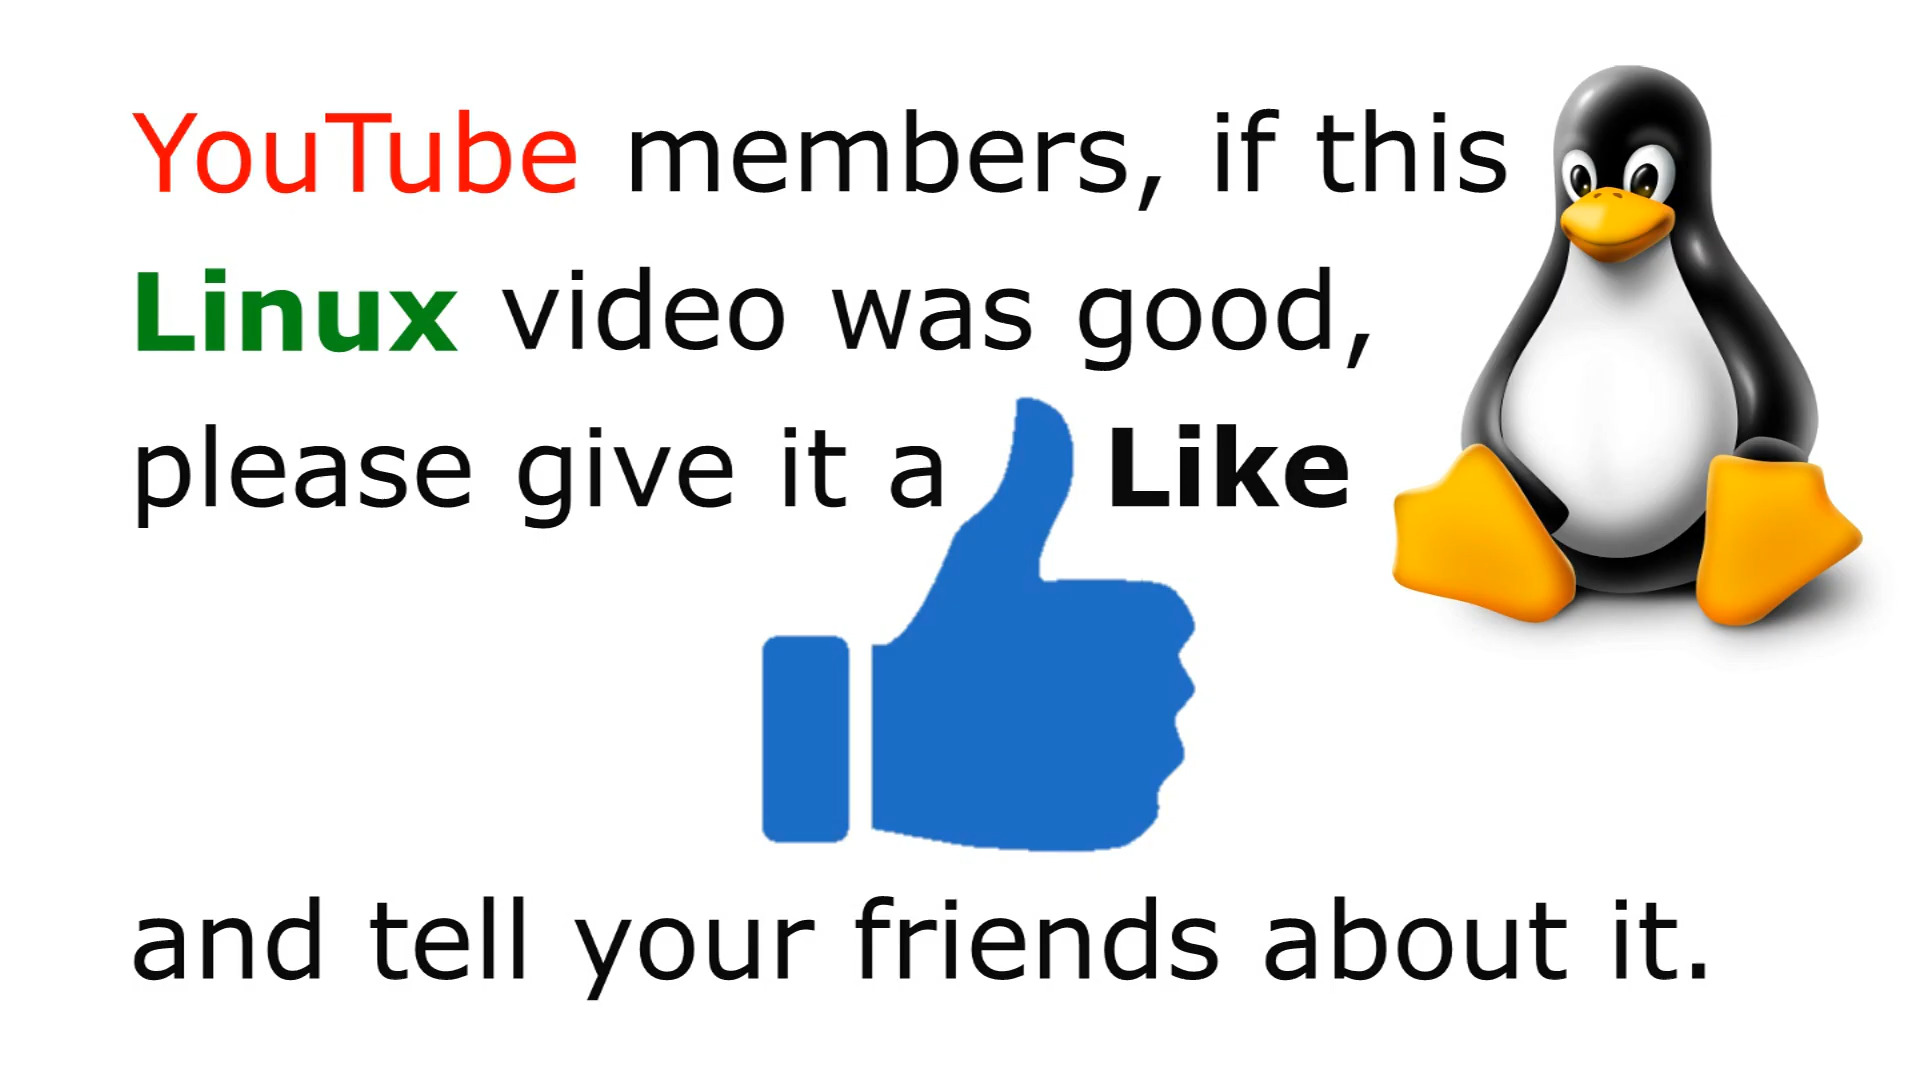 YouTube members, if this
Linux video was good,
please give it a Like
and tell your friends about it.